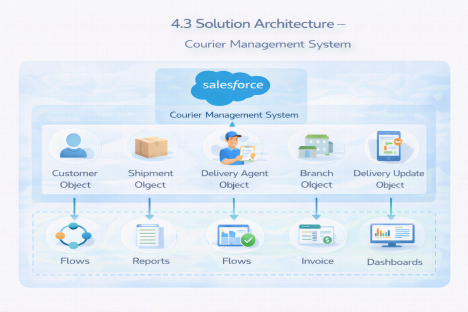 4.3 Solution Architecture –
Courier Management System
salesforce
Courier Management System
Customer Object
Shipment Olgect
Delivery Agent Object
Branch Olgect
Delivery Update Object
Flows
Reports
Flows
Invoice
Dashboards